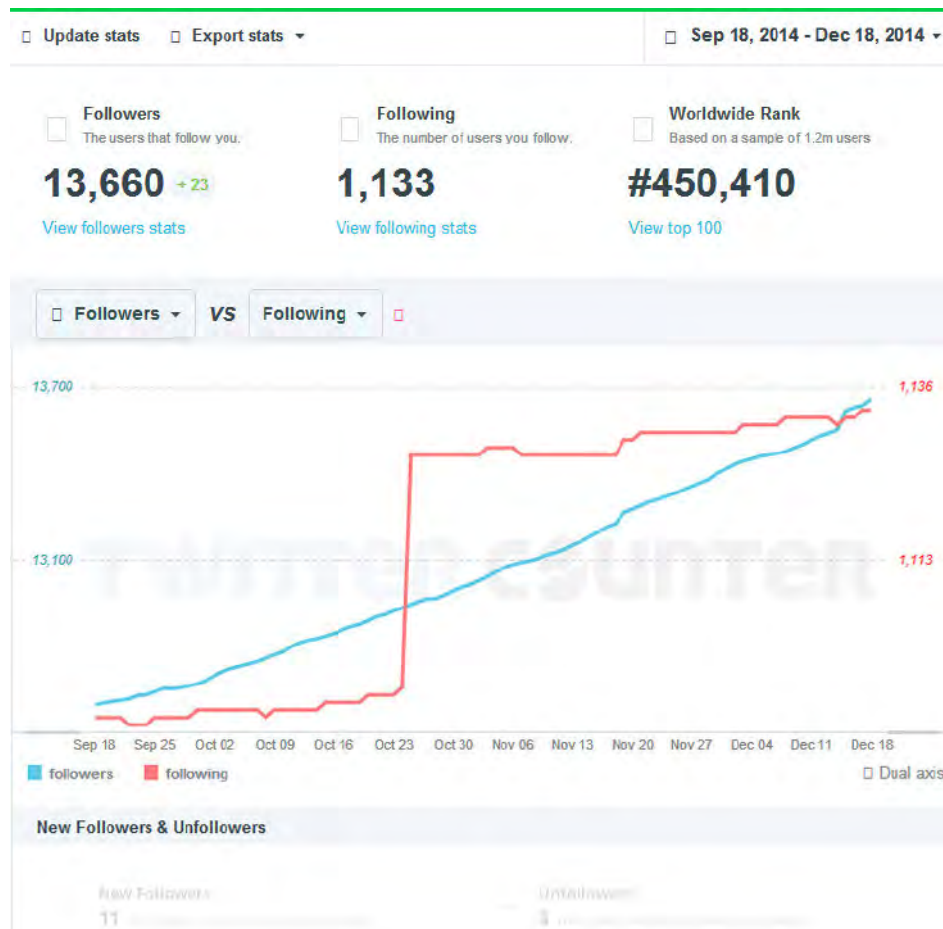 Update stats Export stats Sep 18, 2014 - Dec 18, 2014
Followers Following Worldwide Rank
The users that follow you. The number of users you follow. Based on a sample of 1.2m users
13,660 +23 1,133 #450,410
View followers stats View following stats View top 100
Followers VS Following
13,700 1,136
TWITTER COUNTER
13,100 1,113
Sep 18 Sep 25 Oct 02 Oct 09 Oct 16 Oct 23 Oct 30 Nov 06 Nov 13 Nov 20 Nov 27 Dec 04 Dec 11 Dec 18
followers following Dual axis
New Followers & Unfollowers
New Followers Unfollowers
11